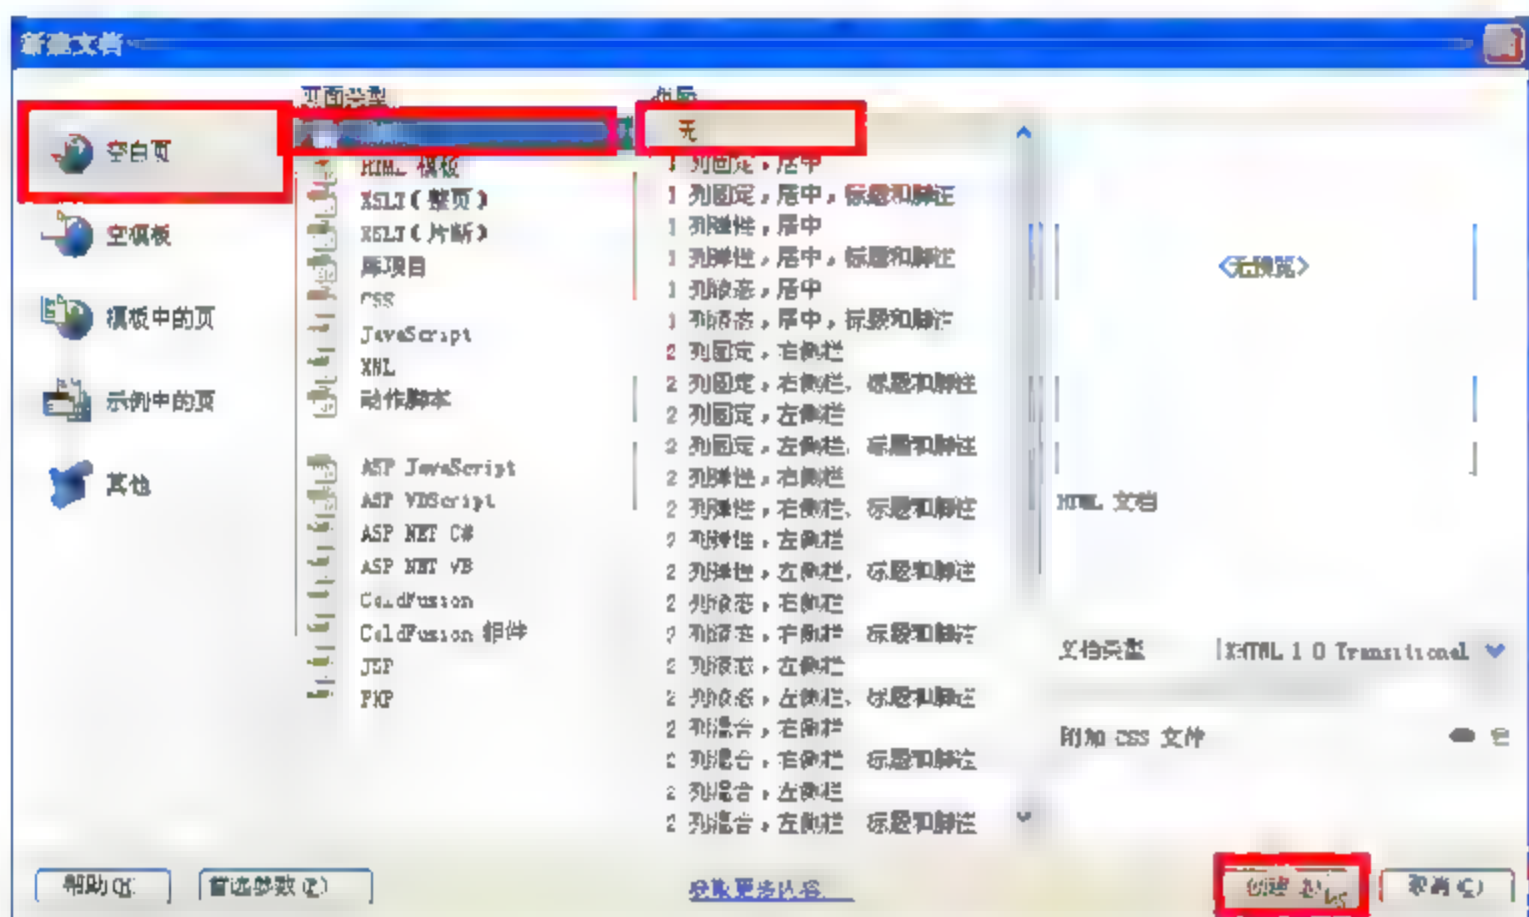 新建文档
页面类型
布局
空白页
空模板
模板中的页
示例中的页
其他
HTML 模板
XSLT(整页)
XSLT(片断)
库项目
CSS
JavaScript
XML
动作脚本
ASP JavaScript
ASP VBScript
ASP NET C#
ASP NET VB
ColdFusion
ColdFusion 组件
JSP
PHP
无
1 列固定,居中
1 列固定,居中,标题和脚注
1 列弹性,居中
1 列弹性,居中,标题和脚注
1 列液态,居中
1 列液态,居中,标题和脚注
2 列固定,右侧栏
2 列固定,右侧栏、标题和脚注
2 列固定,左侧栏
2 列固定,左侧栏、标题和脚注
2 列弹性,右侧栏
2 列弹性,右侧栏、标题和脚注
2 列弹性,左侧栏
2 列弹性,左侧栏、标题和脚注
2 列液态,右侧栏
2 列液态,右侧栏 标题和脚注
2 列液态,左侧栏
2 列液态,左侧栏、标题和脚注
2 列混合,右侧栏
2 列混合,右侧栏 标题和脚注
2 列混合,左侧栏
2 列混合,左侧栏 标题和脚注
<无预览>
HTML 文档
文档类型
XHTML 1 0 Transitional
附加 CSS 文件
帮助(H)
首选参数(P)
获取更多内容
创建(R)
取消(C)